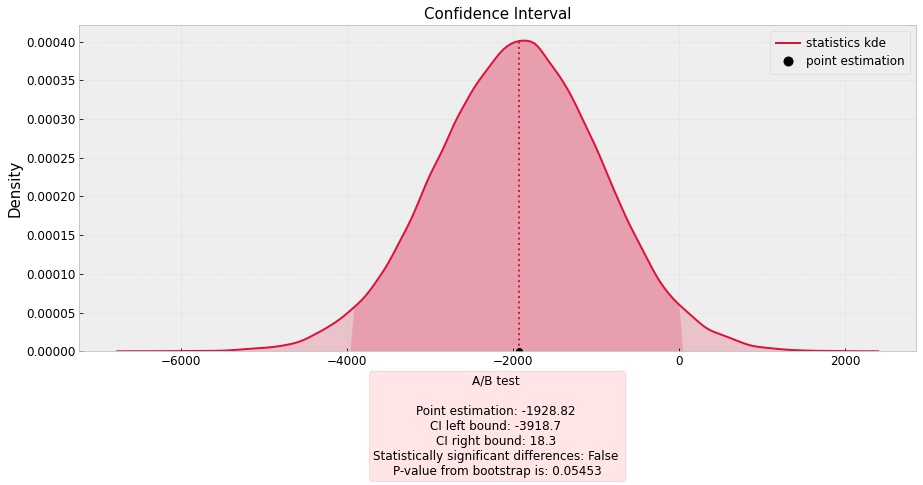 Confidence Interval
statistics kde
point estimation
Density
0.00040
0.00035
0.00030
0.00025
0.00020
0.00015
0.00010
0.00005
0.00000
−6000
−4000
−2000
0
2000
A/B test
Point estimation: -1928.82
CI left bound: -3918.7
CI right bound: 18.3
Statistically significant differences: False
P-value from bootstrap is: 0.05453